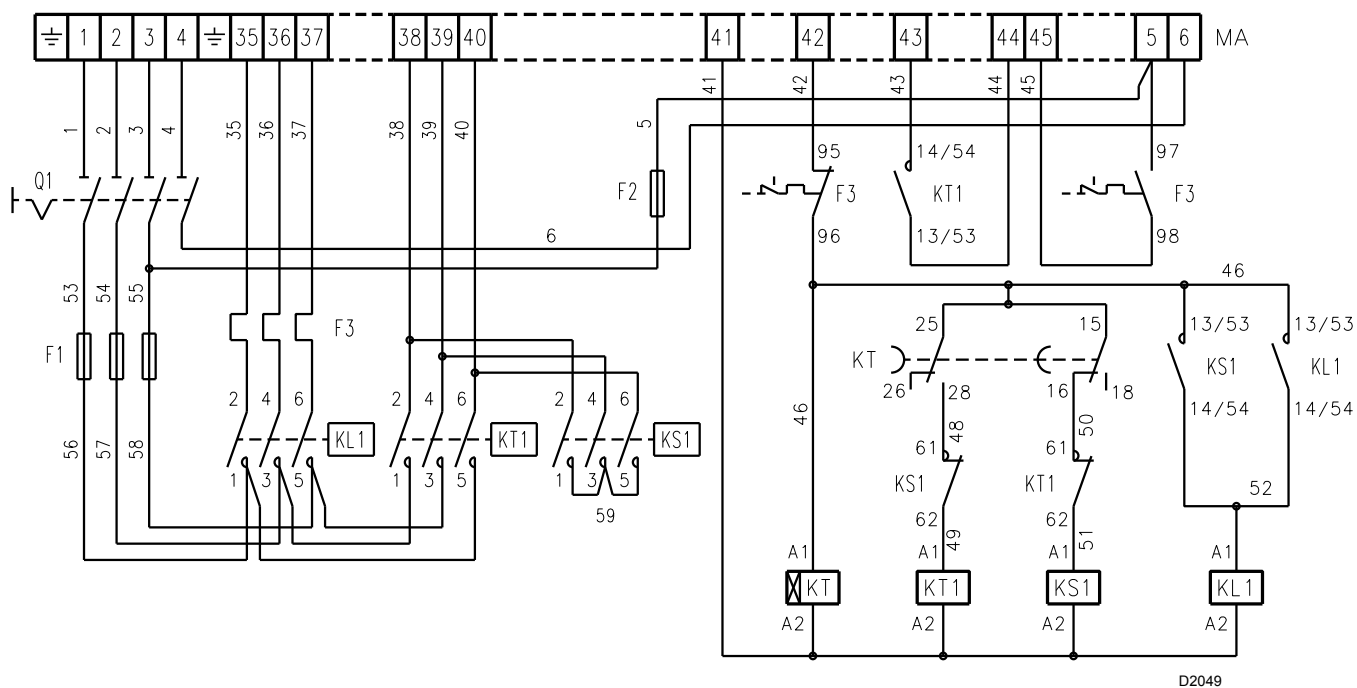 1 2 3 4 35 36 37 38 39 40 41 42 43 44 45 5 6 MA
1 2 3 4 35 36 37 38 39 40 5 41 42 43 44 45
Q1 F2 95 14/54 97
F3 KT1 F3
96 13/53 98
6
53 54 55 46
F1 F3 25 15 13/53 13/53
KT KS1 KL1
26 28 16 18 14/54 14/54
2 4 6 2 4 6 2 4 6 46 48 50
56 57 58 KL1 KT1 KS1 61 61
1 3 5 1 3 5 1 3 5 KS1 KT1
59 62 62 52
49 51
A1 A1 A1 A1
KT KT1 KS1 KL1
A2 A2 A2 A2
D2049